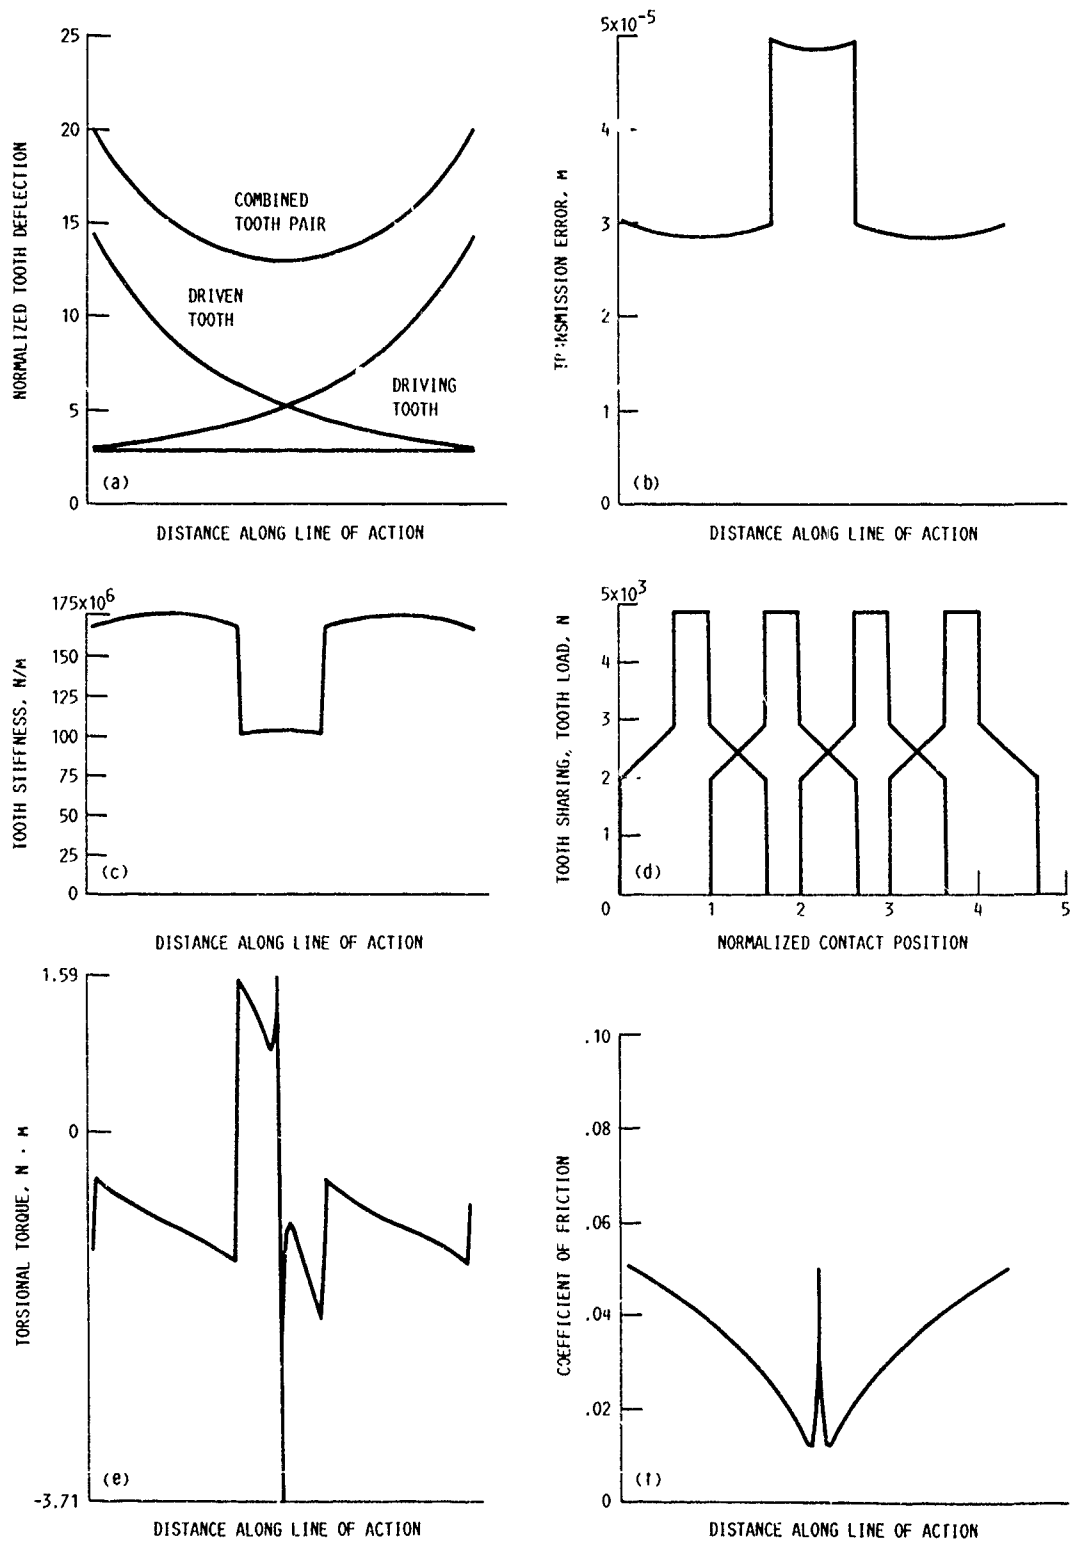 25
20
15
10
5
0
NORMALIZED TOOTH DEFLECTION
COMBINED
TOOTH PAIR
DRIVEN
TOOTH
DRIVING
TOOTH
(a)
DISTANCE ALONG LINE OF ACTION
5x10-5
4
3
2
1
0
ERROR, M
(b)
DISTANCE ALONG LINE OF ACTION
175x106
150
125
100
75
50
25
0
TOOTH STIFFNESS, N/M
(c)
DISTANCE ALONG LINE OF ACTION
5x103
4
3
2
1
0
TOOTH SHARING, TOOTH LOAD, N
(d)
1 2 3 4 5
NORMALIZED CONTACT POSITION
1.59
0
-3.71
TORSIONAL TORQUE, N · M
(e)
DISTANCE ALONG LINE OF ACTION
.10
.08
.06
.04
.02
0
COEFFICIENT OF FRICTION
(f)
DISTANCE ALONG LINE OF ACTION